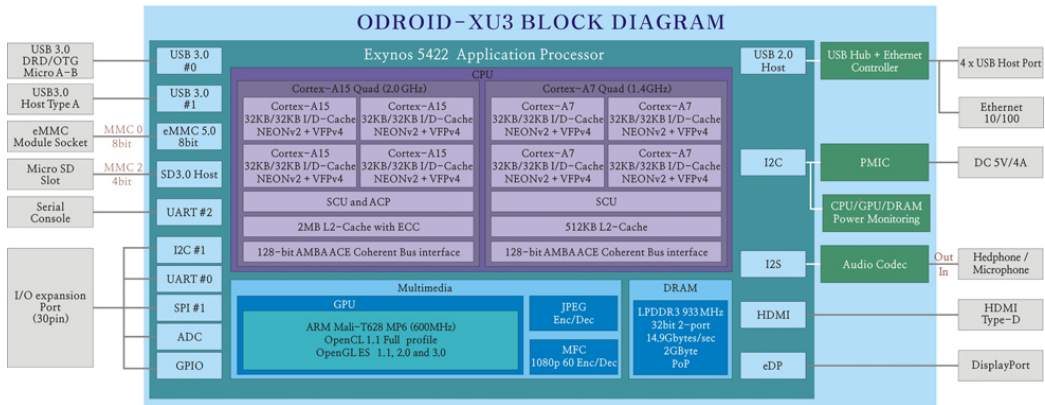 ODROID-XU3 BLOCK DIAGRAM
USB 3.0
DRD/OTG
Micro A-B
USB3.0
Host Type A
eMMC
Module Socket
Micro SD
Slot
Serial
Console
I/O expansion
Port
(30pin)
MMC 0
8bit
MMC 2
4bit
USB 3.0
#0
USB 3.0
#1
eMMC 5.0
8bit
SD3.0 Host
UART #2
I2C #1
UART #0
SPI #1
ADC
GPIO
Exynos 5422 Application Processor
CPU
Cortex-A15 Quad (2.0GHz)
Cortex-A15
32KB/32KB I/D-Cache
NEONv2 + VFPv4
Cortex-A15
32KB/32KB I/D-Cache
NEONv2 + VFPv4
Cortex-A15
32KB/32KB I/D-Cache
NEONv2 + VFPv4
Cortex-A15
32KB/32KB I/D-Cache
NEONv2 + VFPv4
SCU and ACP
2MB L2-Cache with ECC
128-bit AMBAACE Coherent Bus interface
Cortex-A7 Quad (1.4GHz)
Cortex-A7
32KB/32KB I/D-Cache
NEONv2 + VFPv4
Cortex-A7
32KB/32KB I/D-Cache
NEONv2 + VFPv4
Cortex-A7
32KB/32KB I/D-Cache
NEONv2 + VFPv4
Cortex-A7
32KB/32KB I/D-Cache
NEONv2 + VFPv4
SCU
512KB L2-Cache
128-bit AMBAACE Coherent Bus interface
Multimedia
GPU
ARM Mali-T628 MP6 (600MHz)
OpenCL 1.1 Full profile
OpenGL ES 1.1, 2.0 and 3.0
JPEG
Enc/Dec
MFC
1080p 60 Enc/Dec
DRAM
LPDDR3 933MHz
32bit 2-port
14.9Gbytes/sec
2GByte
PoP
USB 2.0
Host
I2C
I2S
HDMI
eDP
USB Hub + Ethernet
Controller
PMIC
CPU/GPU/DRAM
Power Monitoring
Audio Codec
Out
In
4 x USB Host Port
Ethernet
10/100
DC 5V/4A
Hedphone /
Microphone
HDMI
Type-D
DisplayPort